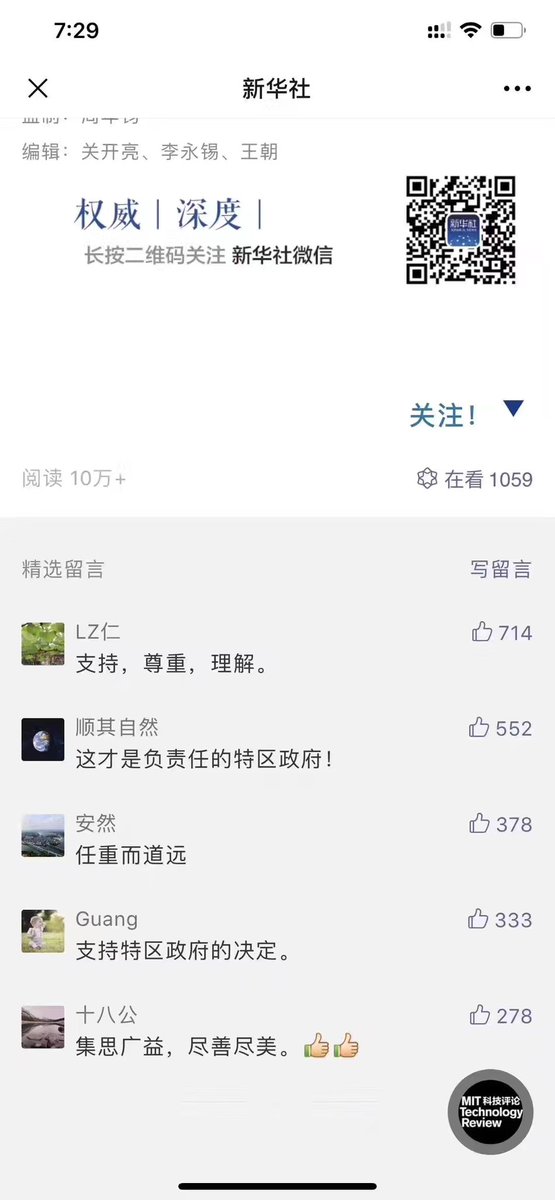 7:29
新华社
编辑：关开亮、李永锡、王朝
权威｜深度｜
长按二维码关注 新华社微信
新华社
关注！
阅读 10万+
在看 1059
精选留言
写留言
LZ仁
714
支持，尊重，理解。
顺其自然
552
这才是负责任的特区政府！
安然
378
任重而道远
Guang
333
支持特区政府的决定。
十八公
278
集思广益，尽善尽美。👍👍
MIT 科技评论
Technology
Review